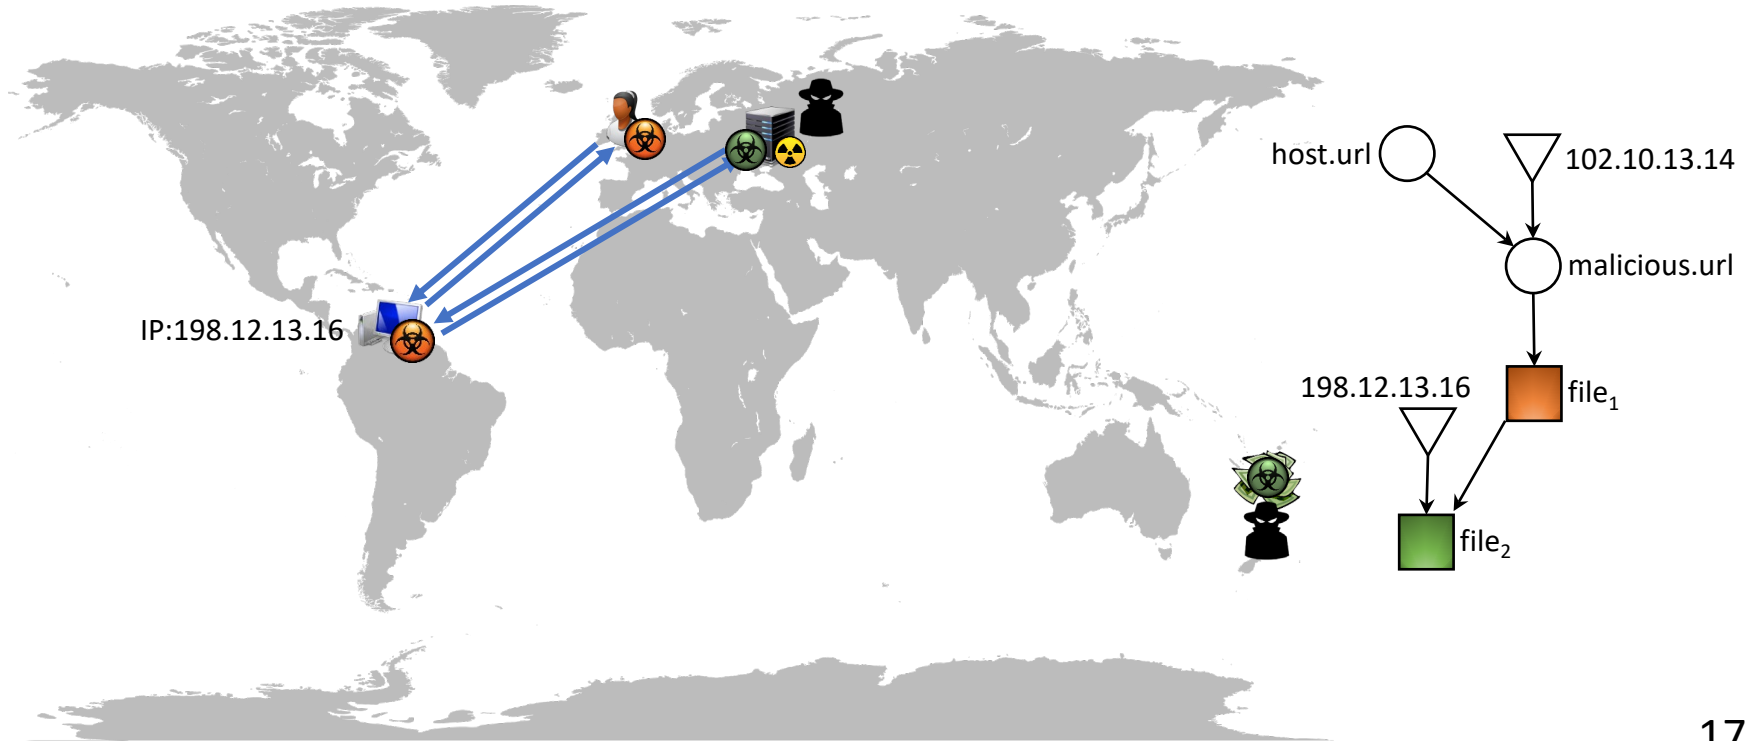 host.url
102.10.13.14
malicious.url
IP:198.12.13.16
198.12.13.16
file₁
file₂
17